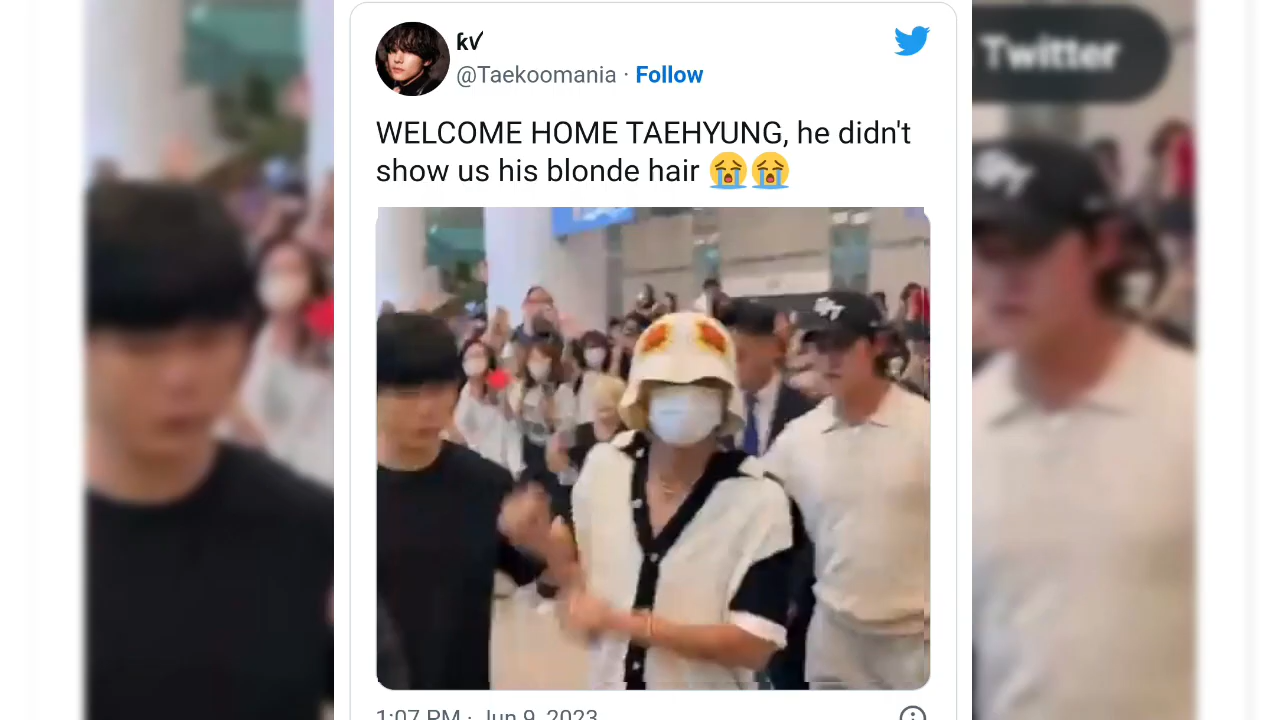 kv
Twitter
@Taekoomania · Follow
WELCOME HOME TAEHYUNG, he didn't
show us his blonde hair 😭😭
1:07 PM · Jun 9, 2023